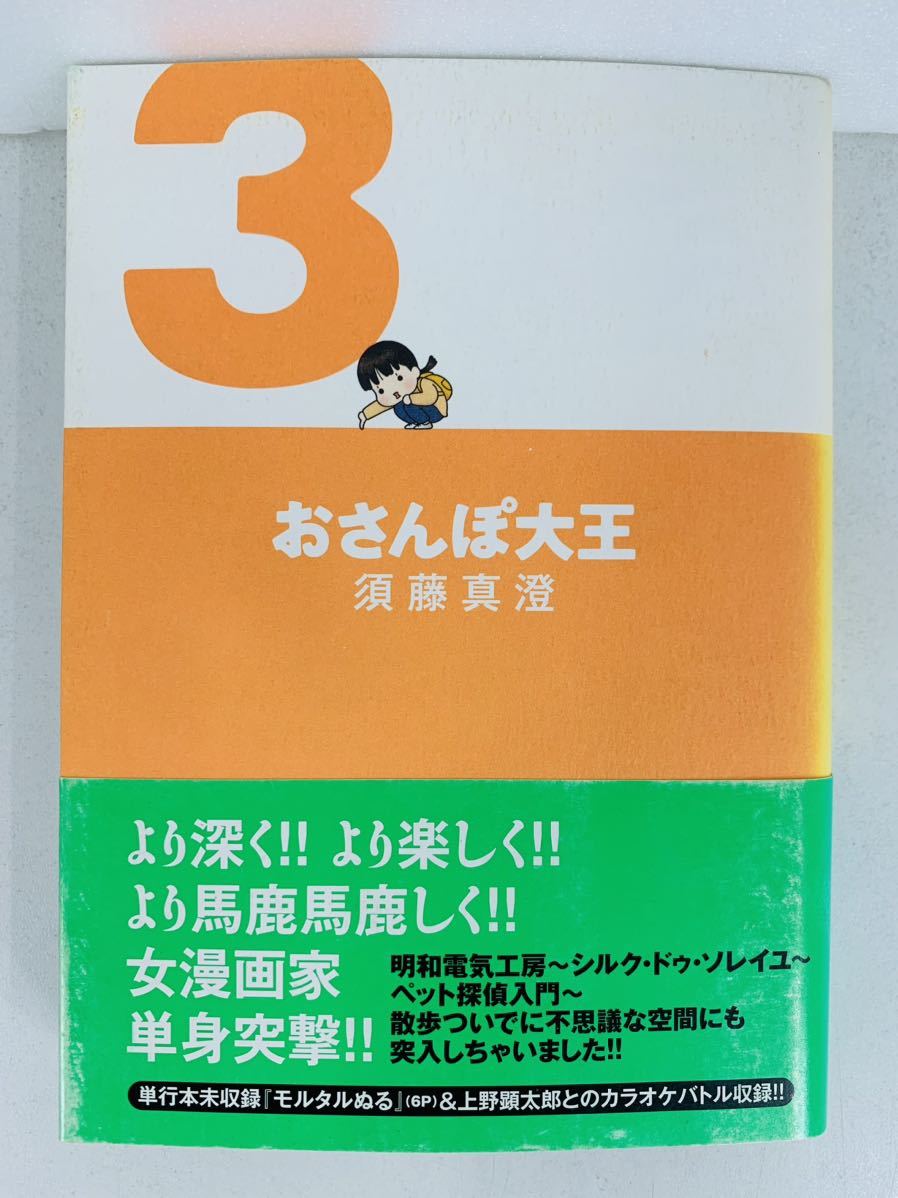 3
おさんぽ大王
須藤真澄
より深く!! より楽しく!!
より馬鹿馬鹿しく!!
女漫画家
単身突撃!!
明和電気工房〜シルク・ドゥ・ソレイユ〜
ペット探偵入門〜
散歩ついでに不思議な空間にも
突入しちゃいました!!
単行本未収録『モルタルぬる』(6P)&上野顕太郎とのカラオケバトル収録!!